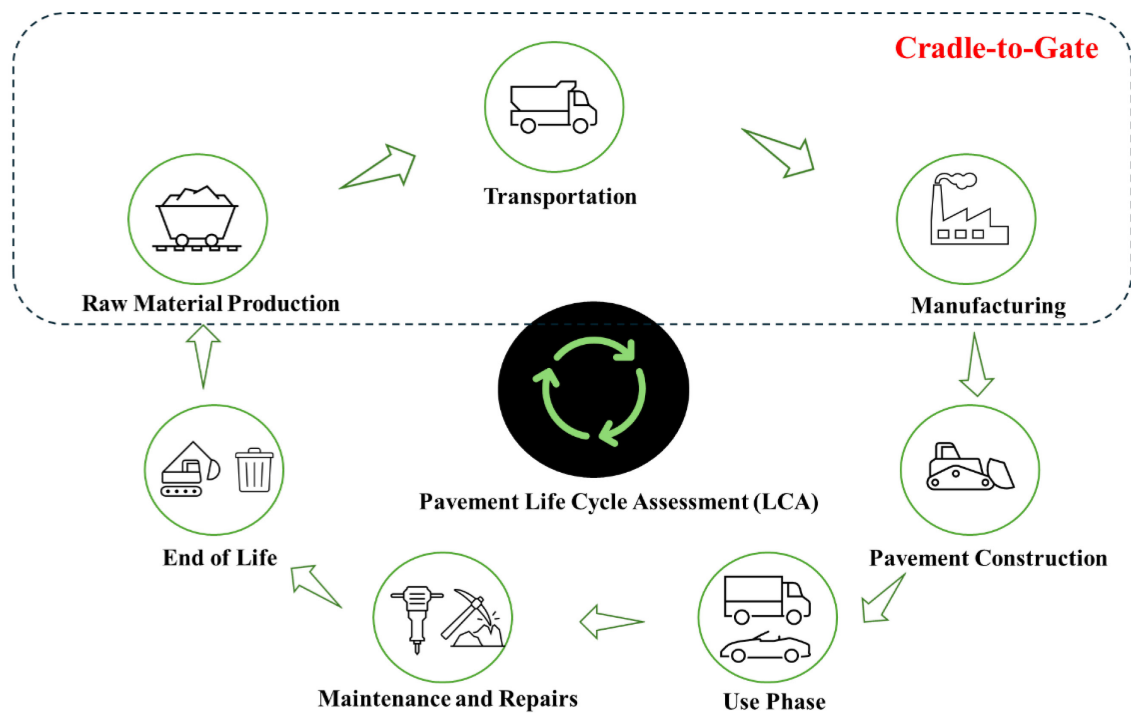 Cradle-to-Gate
Transportation
Raw Material Production
Manufacturing
Pavement Life Cycle Assessment (LCA)
End of Life
Pavement Construction
Maintenance and Repairs
Use Phase